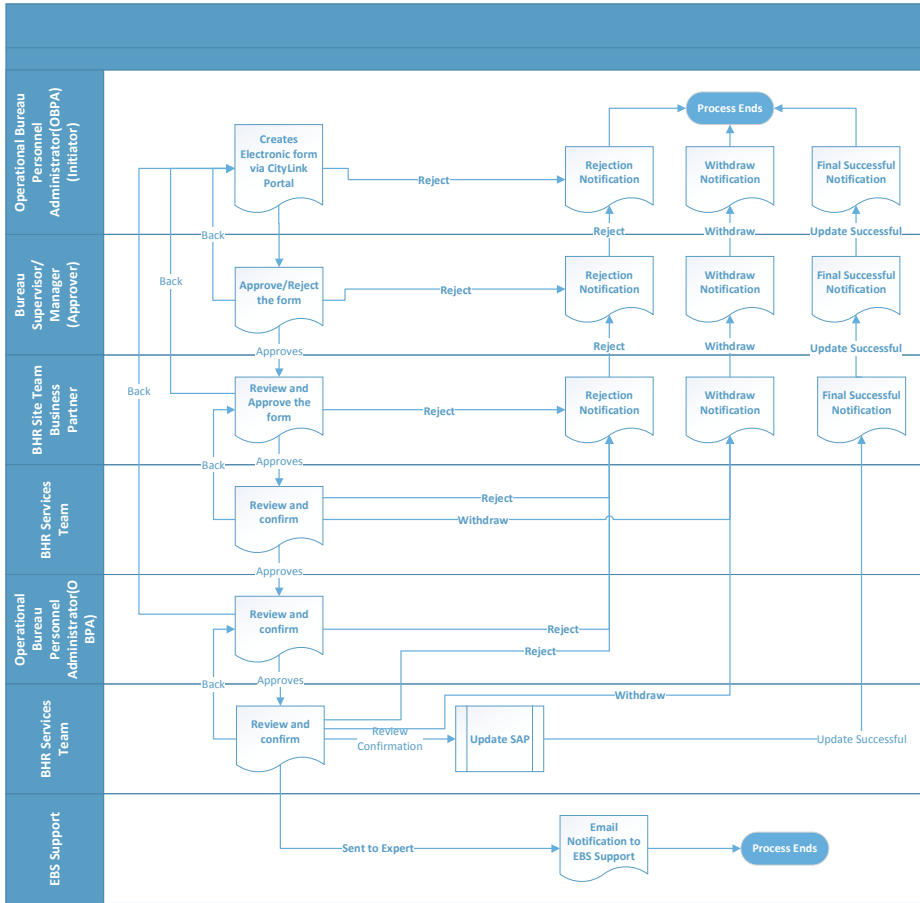 Operational Bureau
Personnel
Administrator(OBPA)
(Initiator)
Creates
Electronic form
via CityLink
Portal
Reject
Rejection
Notification
Withdraw
Notification
Final Successful
Notification
Process Ends
Back
Reject
Withdraw
Update Successful
Bureau
Supervisor/
Manager
(Approver)
Back
Approve/Reject
the form
Reject
Rejection
Notification
Withdraw
Notification
Final Successful
Notification
Approves
Reject
Withdraw
Update Successful
BHR Site Team
Business
Partner
Back
Review and
Approve the
form
Reject
Rejection
Notification
Withdraw
Notification
Final Successful
Notification
Back
Approves
BHR Services
Team
Review and
confirm
Reject
Withdraw
Approves
Operational
Bureau
Personnel
Administrator(O
BPA)
Review and
confirm
Reject
Reject
Back
Approves
BHR Services
Team
Review and
confirm
Withdraw
Review
Confirmation
Update SAP
Update Successful
EBS Support
Sent to Expert
Email
Notification to
EBS Support
Process Ends